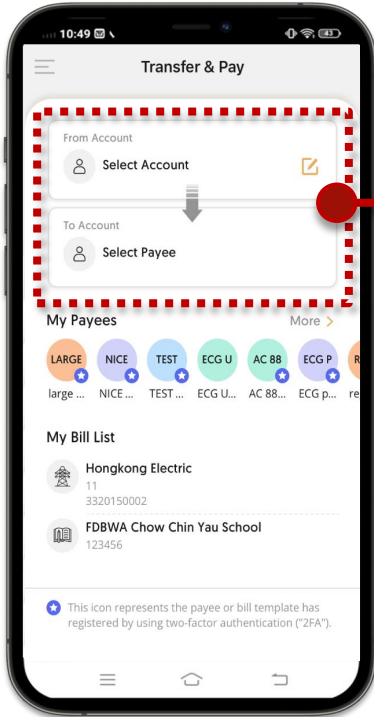 10:49
43
Transfer & Pay
From Account
Select Account
To Account
Select Payee
My Payees
More >
LARGE NICE TEST ECG U AC 88 ECG P R
large ... NICE ... TEST ... ECG U... AC 88... ECG p... re
My Bill List
Hongkong Electric
11
3320150002
FDBWA Chow Chin Yau School
123456
This icon represents the payee or bill template has
registered by using two-factor authentication ("2FA").